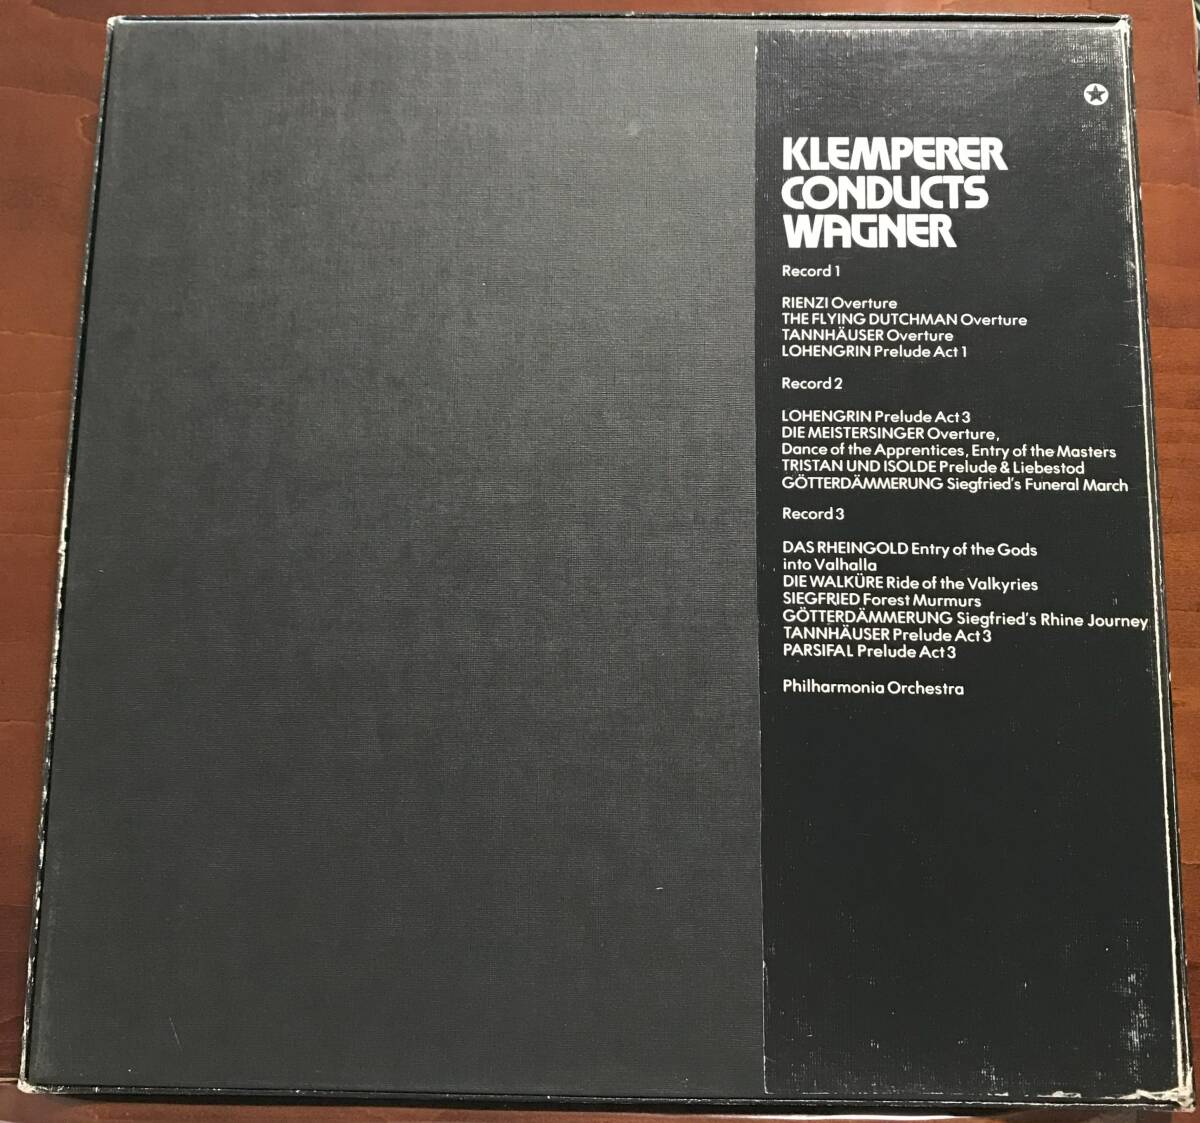 KLEMPERER
CONDUCTS
WAGNER
Record 1
RIENZI Overture
THE FLYING DUTCHMAN Overture
TANNHÄUSER Overture
LOHENGRIN Prelude Act 1
Record 2
LOHENGRIN Prelude Act 3
DIE MEISTERSINGER Overture,
Dance of the Apprentices, Entry of the Masters
TRISTAN UND ISOLDE Prelude & Liebestod
GÖTTERDÄMMERUNG Siegfried's Funeral March
Record 3
DAS RHEINGOLD Entry of the Gods
into Valhalla
DIE WALKÜRE Ride of the Valkyries
SIEGFRIED Forest Murmurs
GÖTTERDÄMMERUNG Siegfried's Rhine Journey
TANNHÄUSER Prelude Act 3
PARSIFAL Prelude Act 3
Philharmonia Orchestra